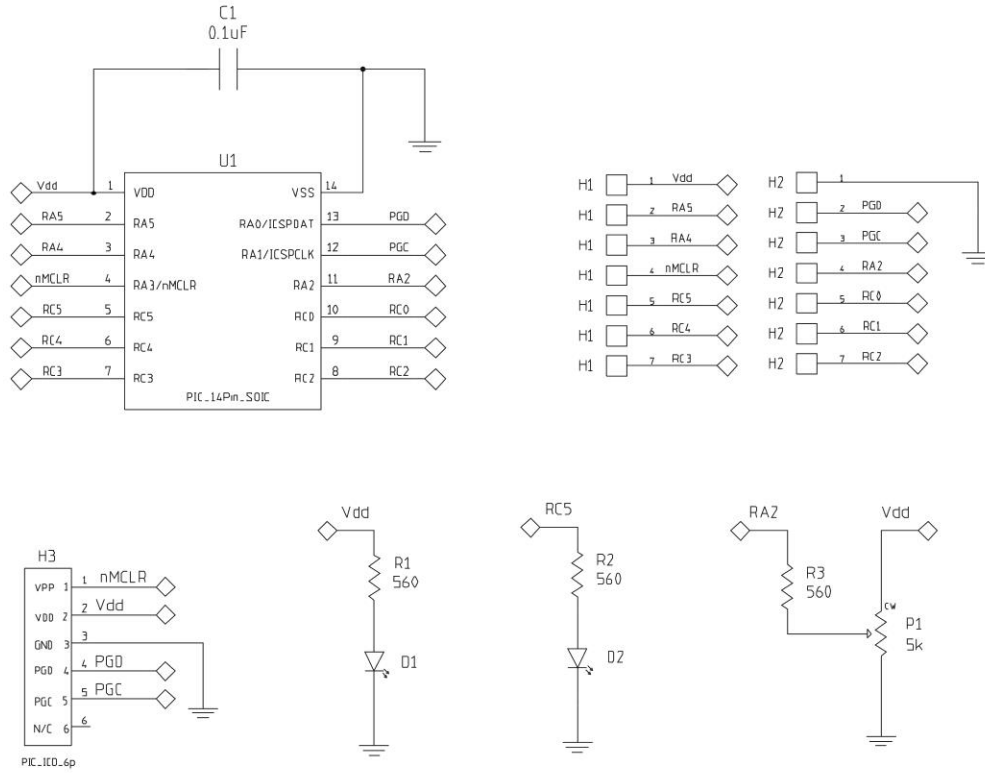 C1
0.1uF
U1
Vdd 1 VDD VSS 14
RA5 2 RA5 RA0/ICSPDAT 13 PGD
RA4 3 RA4 RA1/ICSPCLK 12 PGC
nMCLR 4 RA3/nMCLR RA2 11 RA2
RC5 5 RC5 RC0 10 RC0
RC4 6 RC4 RC1 9 RC1
RC3 7 RC3 RC2 8 RC2
PIC_14Pin_SOIC
H1 1 Vdd
H1 2 RA5
H1 3 RA4
H1 4 nMCLR
H1 5 RC5
H1 6 RC4
H1 7 RC3
H2 1
H2 2 PGD
H2 3 PGC
H2 4 RA2
H2 5 RC0
H2 6 RC1
H2 7 RC2
H3
VPP 1 1 nMCLR
VDD 2 2 Vdd
GND 3 3
PGD 4 4 PGD
PGC 5 5 PGC
N/C 6 6
PIC_ICD_6p
Vdd
R1
560
D1
RC5
R2
560
D2
RA2
R3
560
Vdd
CW
P1
5k